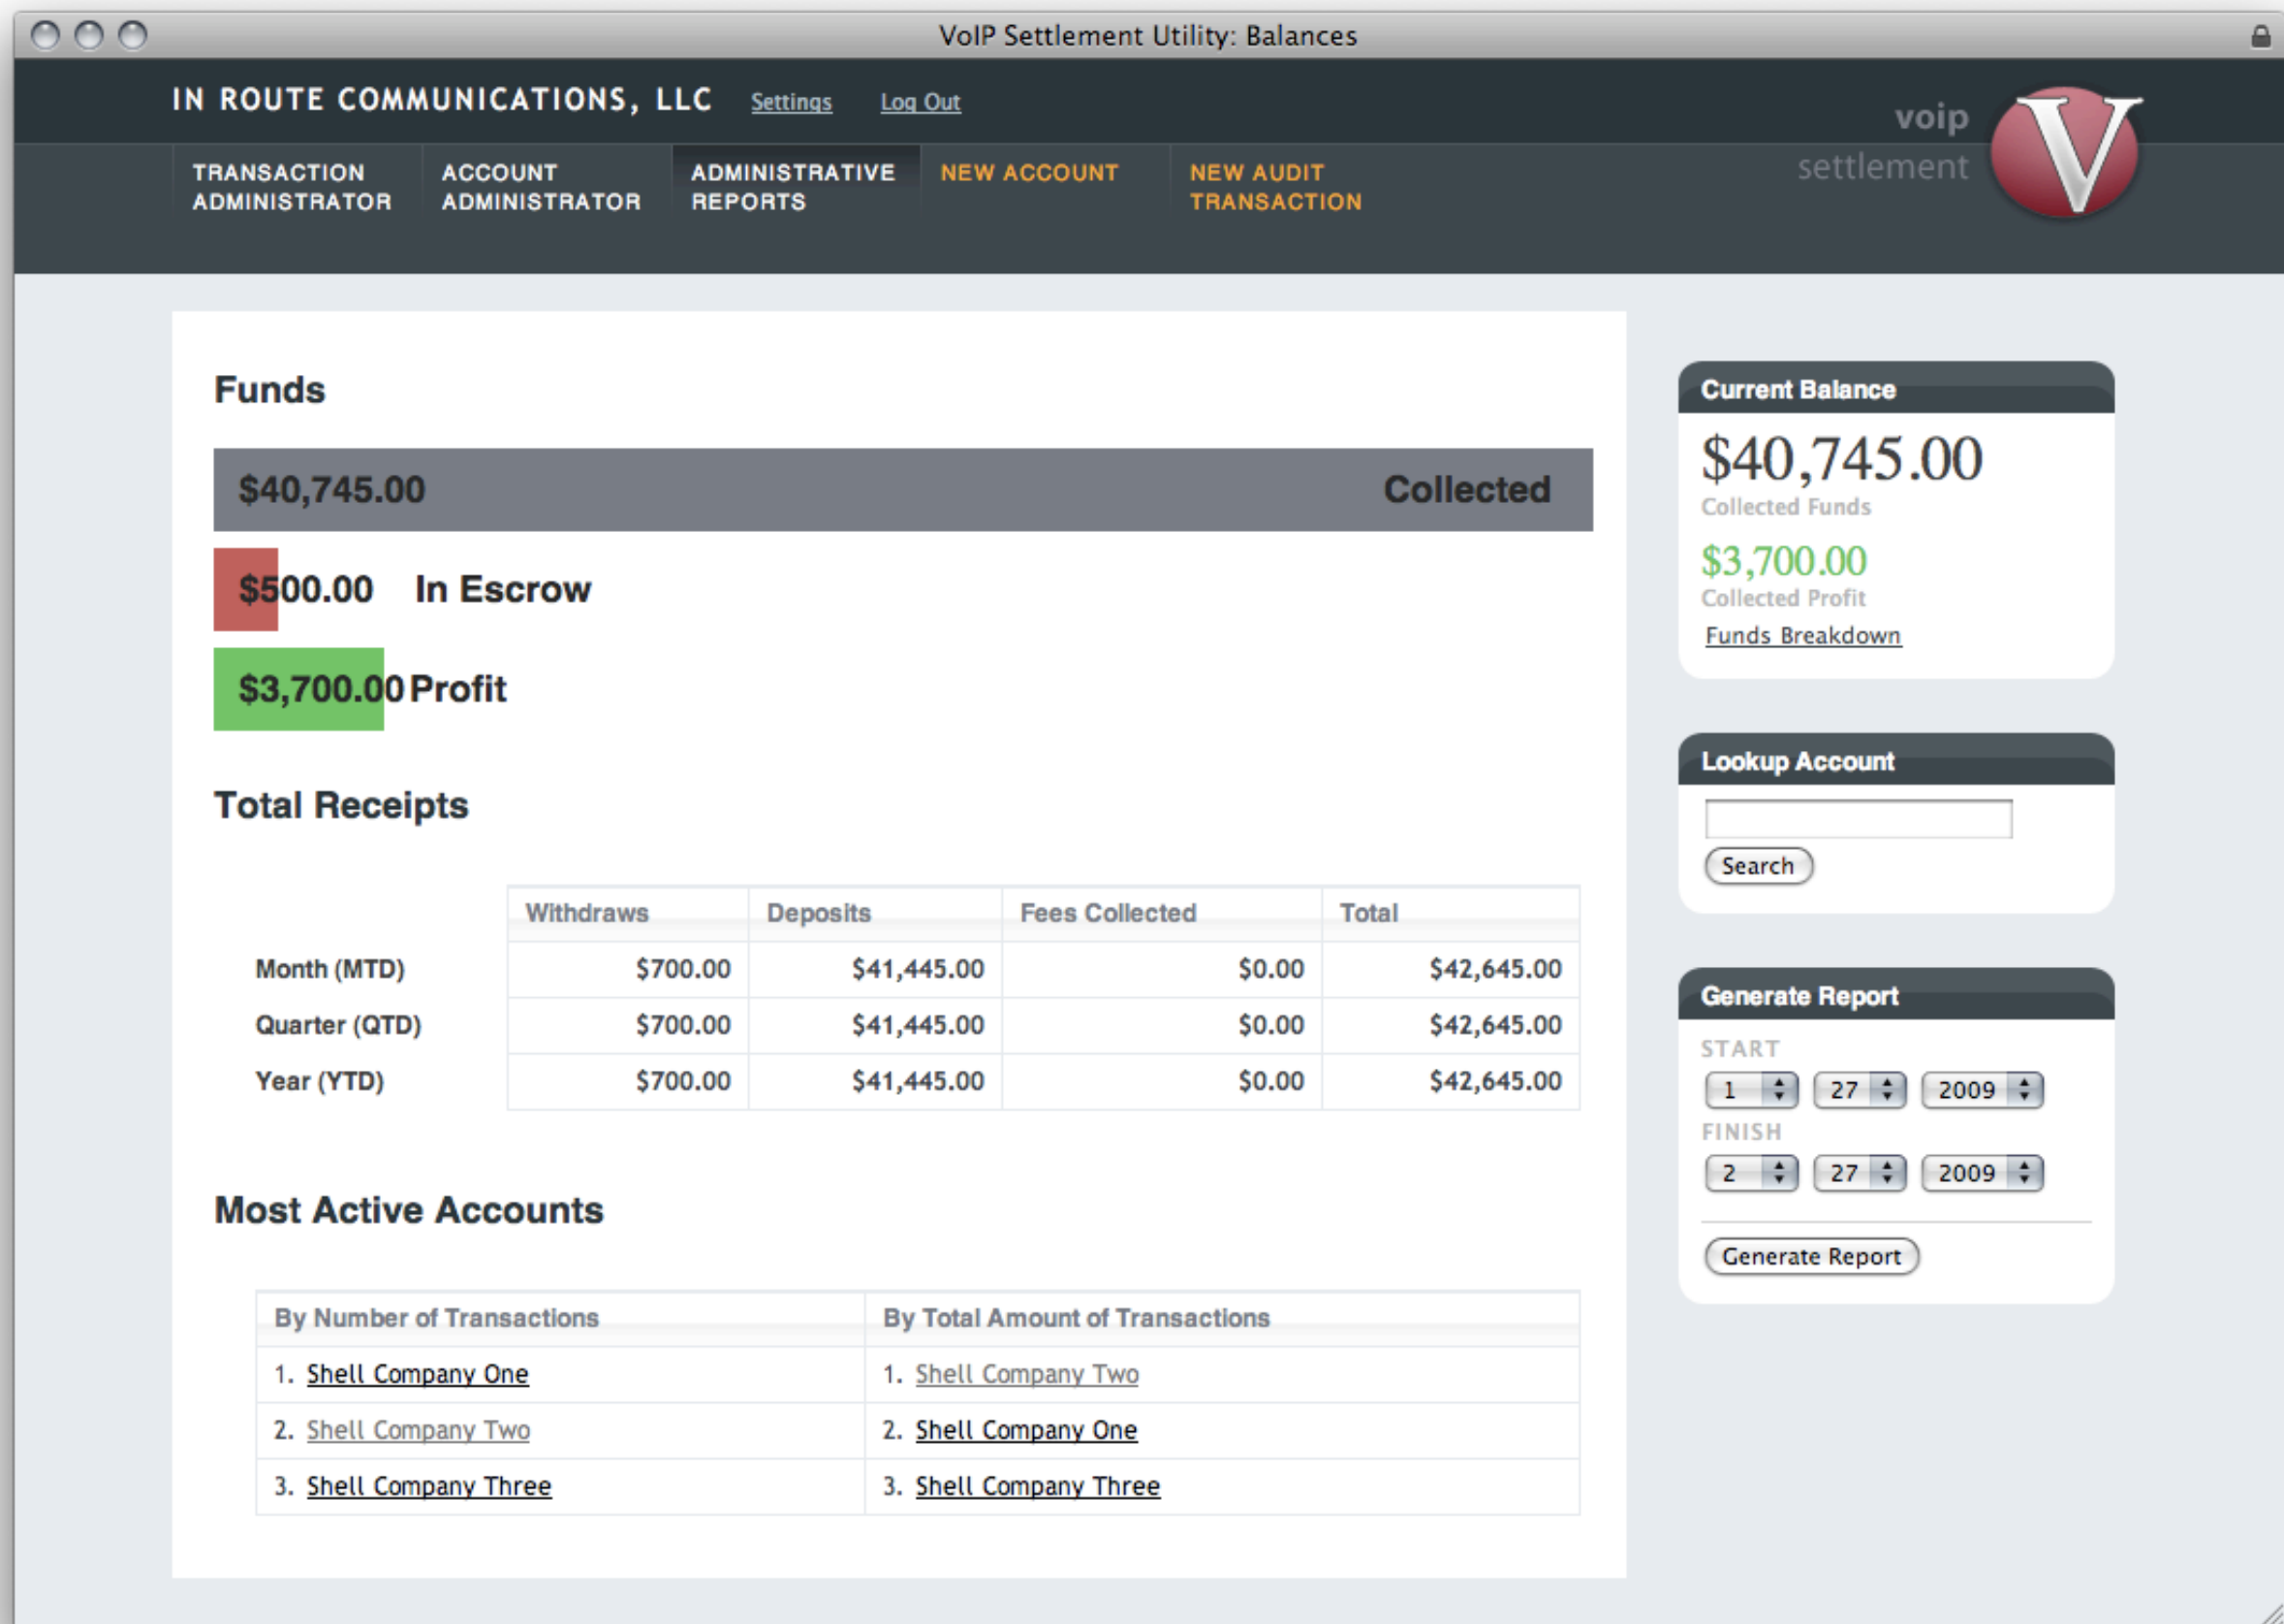 VoIP Settlement Utility: Balances
IN ROUTE COMMUNICATIONS, LLC Settings Log Out
voip
settlement
V
TRANSACTION
ADMINISTRATOR
ACCOUNT
ADMINISTRATOR
ADMINISTRATIVE
REPORTS
NEW ACCOUNT
NEW AUDIT
TRANSACTION
Funds
$40,745.00 Collected
$500.00 In Escrow
$3,700.00 Profit
Total Receipts
Withdraws Deposits Fees Collected Total
Month (MTD) $700.00 $41,445.00 $0.00 $42,645.00
Quarter (QTD) $700.00 $41,445.00 $0.00 $42,645.00
Year (YTD) $700.00 $41,445.00 $0.00 $42,645.00
Most Active Accounts
By Number of Transactions By Total Amount of Transactions
1. Shell Company One 1. Shell Company Two
2. Shell Company Two 2. Shell Company One
3. Shell Company Three 3. Shell Company Three
Current Balance
$40,745.00
Collected Funds
$3,700.00
Collected Profit
Funds Breakdown
Lookup Account
Search
Generate Report
START
1 27 2009
FINISH
2 27 2009
Generate Report